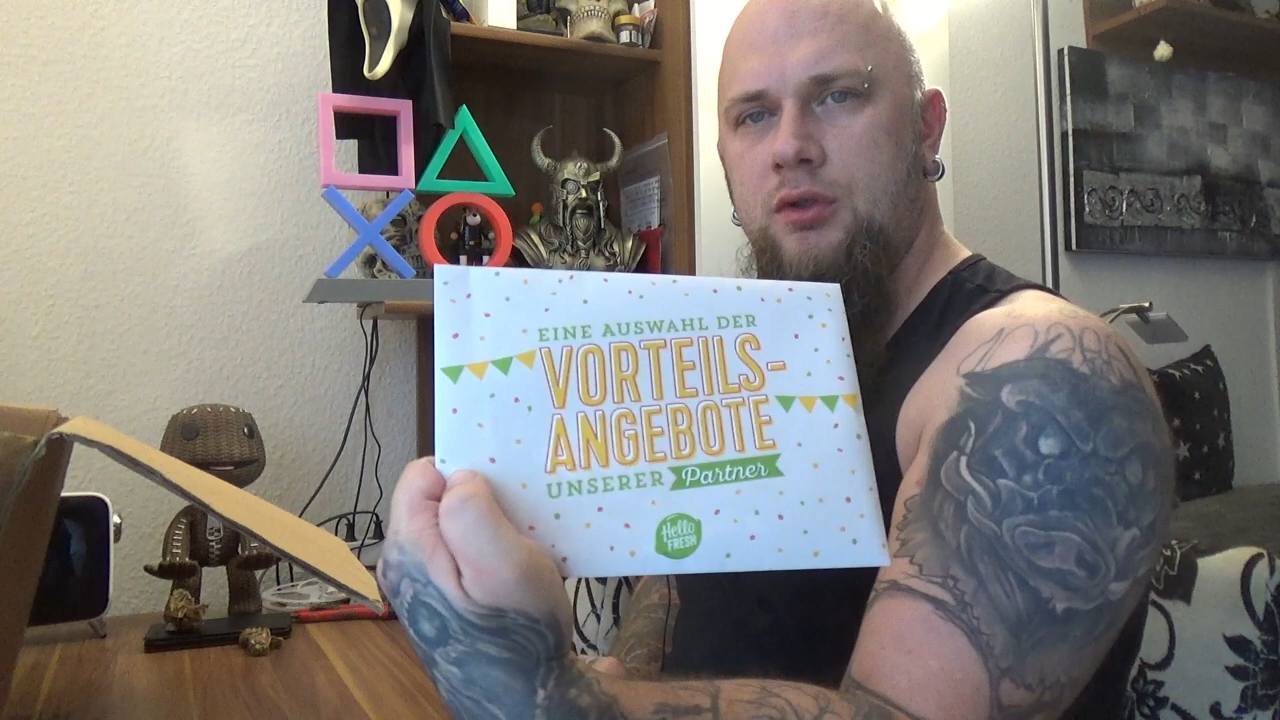 EINE AUSWAHL DER
VORTEILS-
ANGEBOTE
UNSERER Partner
Hello
FRESH